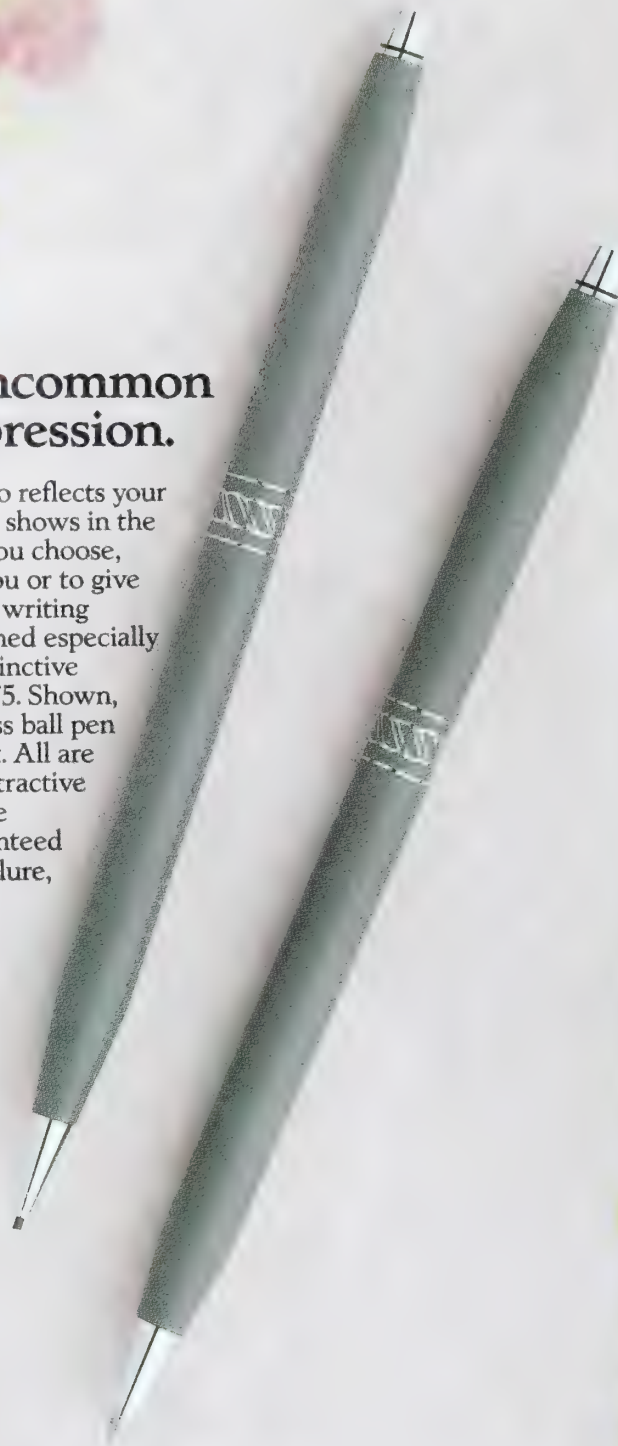 ncommon
pression.
o reflects your
shows in the
ou choose,
ou or to give
writing
ned especially
inctive
5. Shown,
ss ball pen
. All are
tractive
e
nteed
lure,